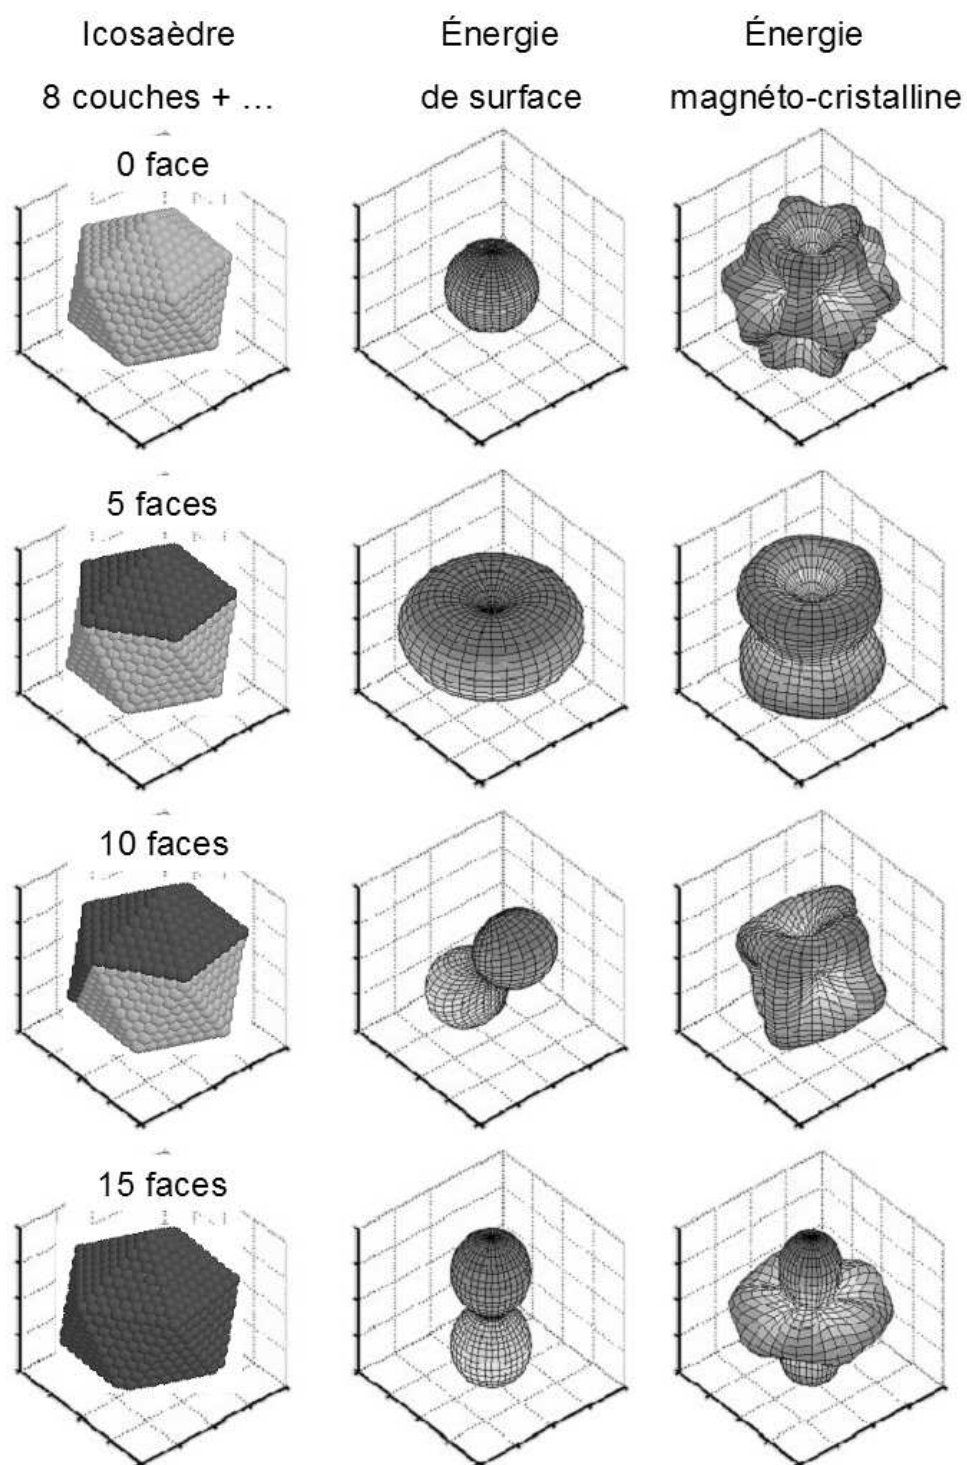 Icosaèdre
8 couches + ...
Énergie
de surface
Énergie
magnéto-cristalline
0 face
5 faces
10 faces
15 faces